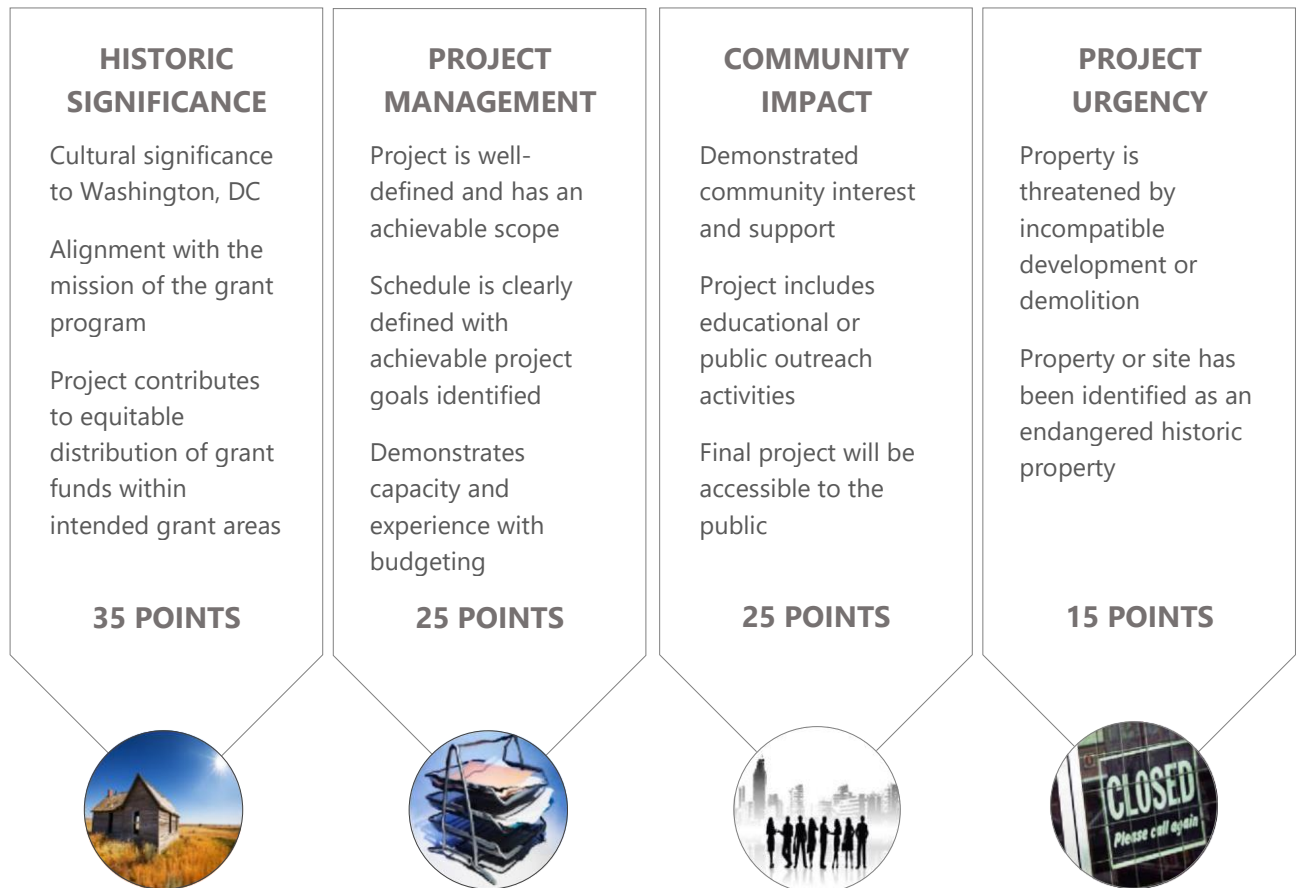 HISTORIC
SIGNIFICANCE
Cultural significance
to Washington, DC
Alignment with the
mission of the grant
program
Project contributes
to equitable
distribution of grant
funds within
intended grant areas
35 POINTS
PROJECT
MANAGEMENT
Project is well-
defined and has an
achievable scope
Schedule is clearly
defined with
achievable project
goals identified
Demonstrates
capacity and
experience with
budgeting
25 POINTS
COMMUNITY
IMPACT
Demonstrated
community interest
and support
Project includes
educational or
public outreach
activities
Final project will be
accessible to the
public
25 POINTS
PROJECT
URGENCY
Property is
threatened by
incompatible
development or
demolition
Property or site has
been identified as an
endangered historic
property
15 POINTS
CLOSED
Please call again